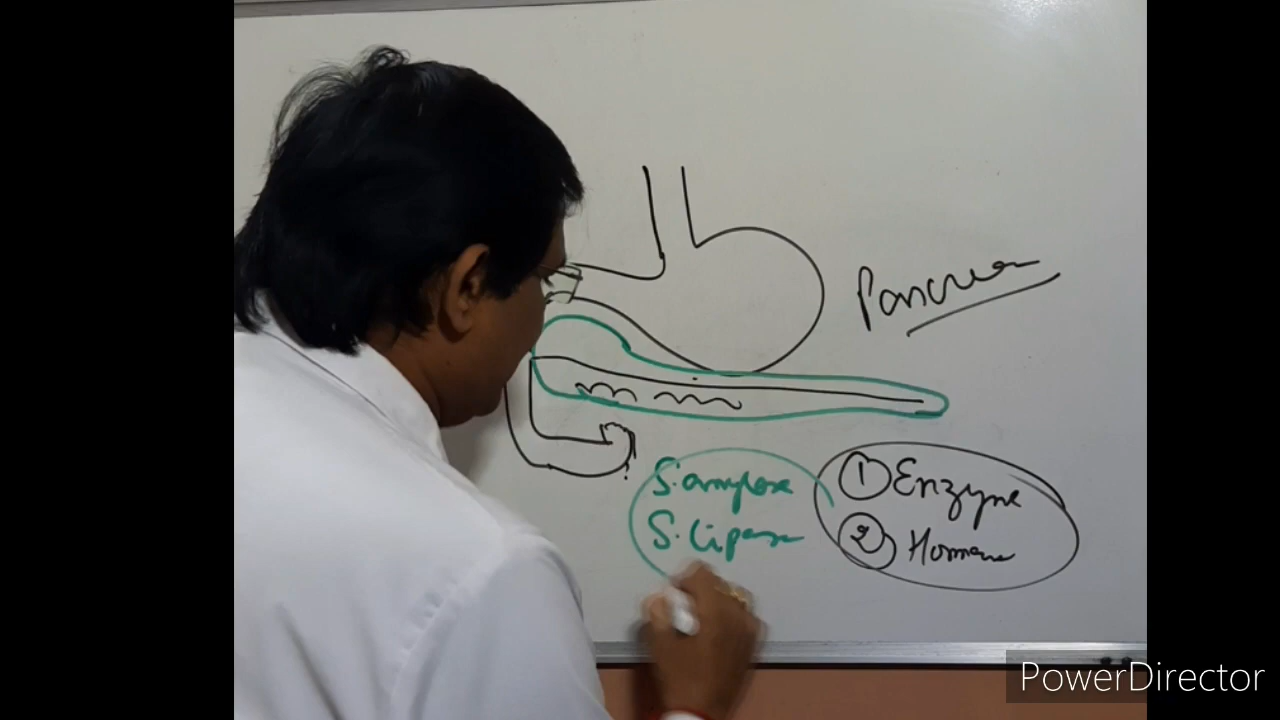 Pancreas
S. amylase
S. Lipase
① Enzyme
② Hormone
PowerDirector